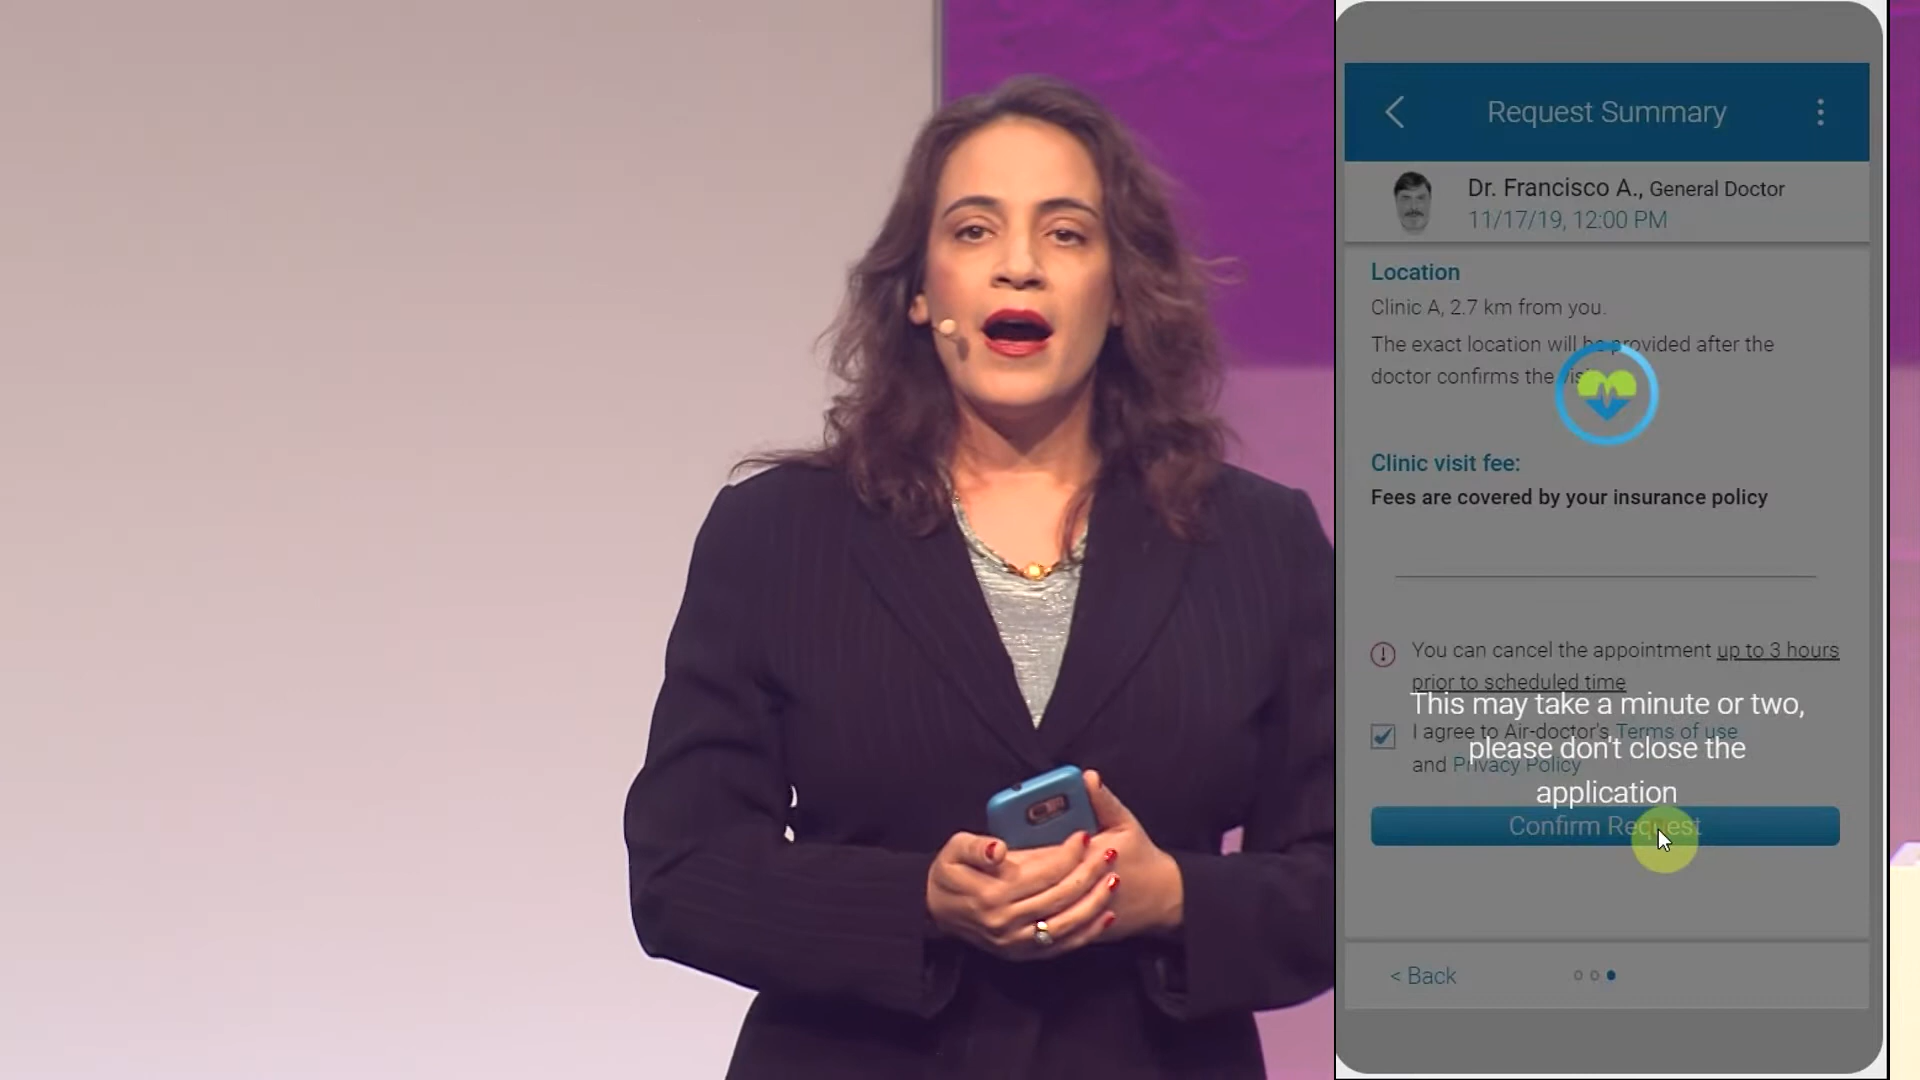 Request Summary
Dr. Francisco A., General Doctor
11/17/19, 12:00 PM
Location
Clinic A, 2.7 km from you.
The exact location will be provided after the
doctor confirms the visit
Clinic visit fee:
Fees are covered by your insurance policy
You can cancel the appointment up to 3 hours
prior to scheduled time
This may take a minute or two,
I agree to Air-doctor's Terms of use
please don't close the
and Privacy Policy
application
Confirm Request
< Back